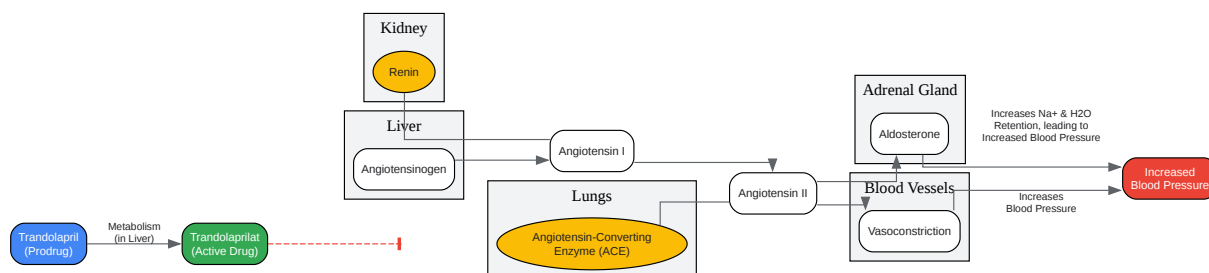 Kidney
Renin
Liver
Angiotensinogen
Angiotensin I
Lungs
Angiotensin-Converting
Enzyme (ACE)
Angiotensin II
Adrenal Gland
Aldosterone
Blood Vessels
Vasoconstriction
Increases Na+ & H2O
Retention, leading to
Increased Blood Pressure
Increases
Blood Pressure
Increased
Blood Pressure
Trandolapril
(Prodrug)
Metabolism
(in Liver)
Trandolaprilat
(Active Drug)